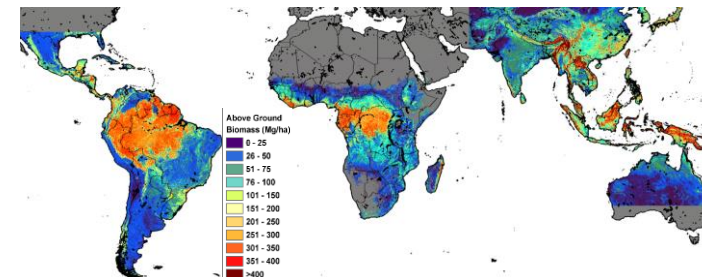 Above Ground
Biomass (Mg/ha)
0 - 25
26 - 50
51 - 75
76 - 100
101 - 150
151 - 200
201 - 250
251 - 300
301 - 350
351 - 400
>400